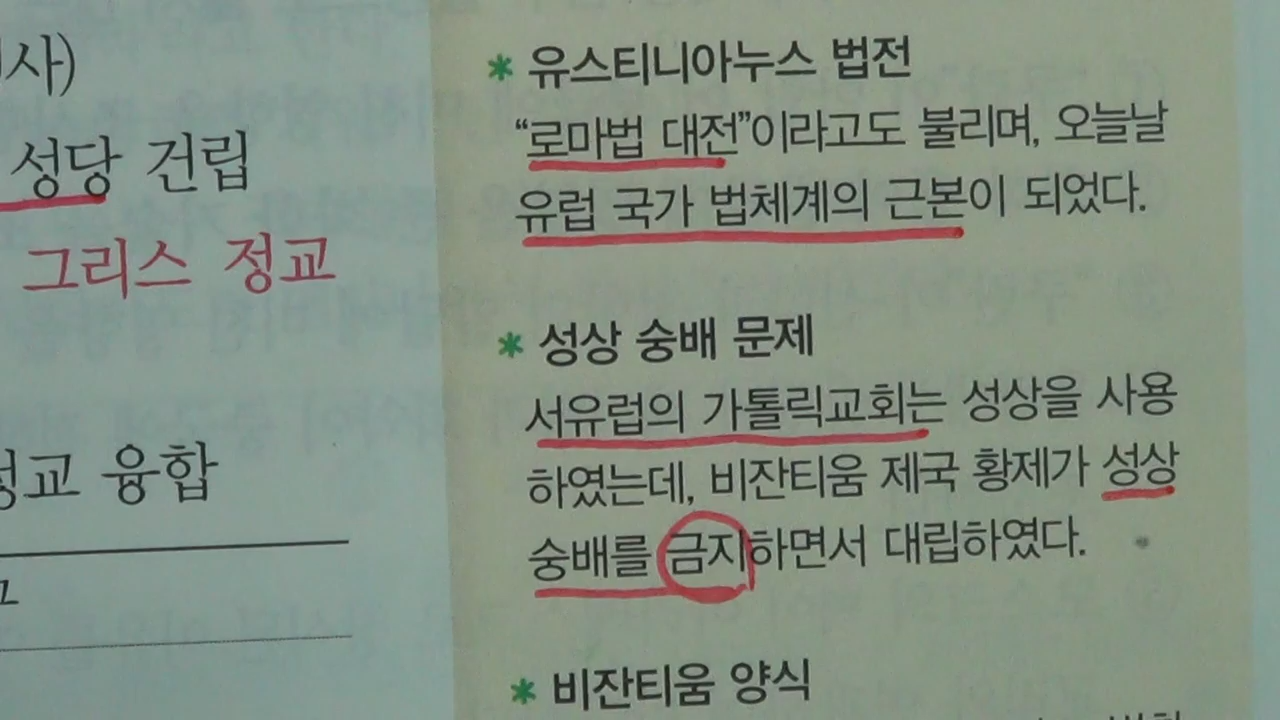 성당 건립
그리스 정교
정교 융합
* 유스티니아누스 법전
“로마법 대전”이라고도 불리며, 오늘날
유럽 국가 법체계의 근본이 되었다.
* 성상 숭배 문제
서유럽의 가톨릭교회는 성상을 사용
하였는데, 비잔티움 제국 황제가 성상
숭배를 금지하면서 대립하였다.
* 비잔티움 양식